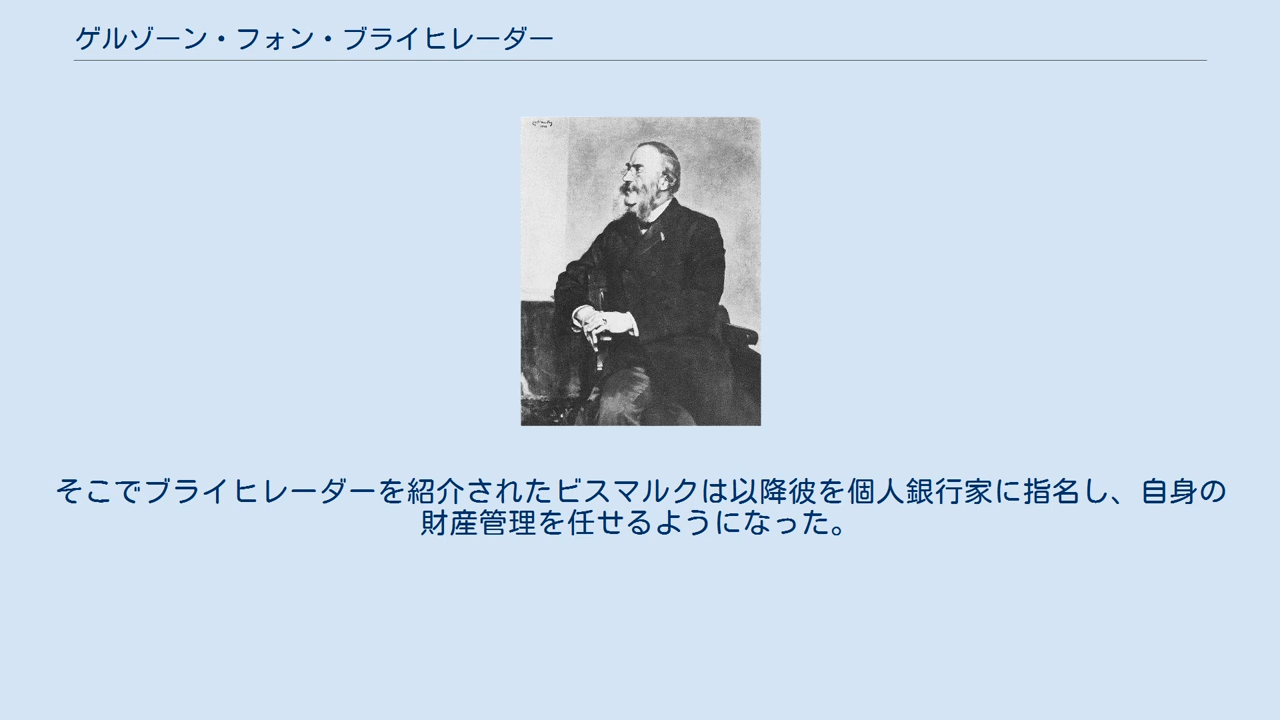 ゲルゾーン・フォン・ブライヒレーダー
そこでブライヒレーダーを紹介されたビスマルクは以降彼を個人銀行家に指名し、自身の
財産管理を任せるようになった。